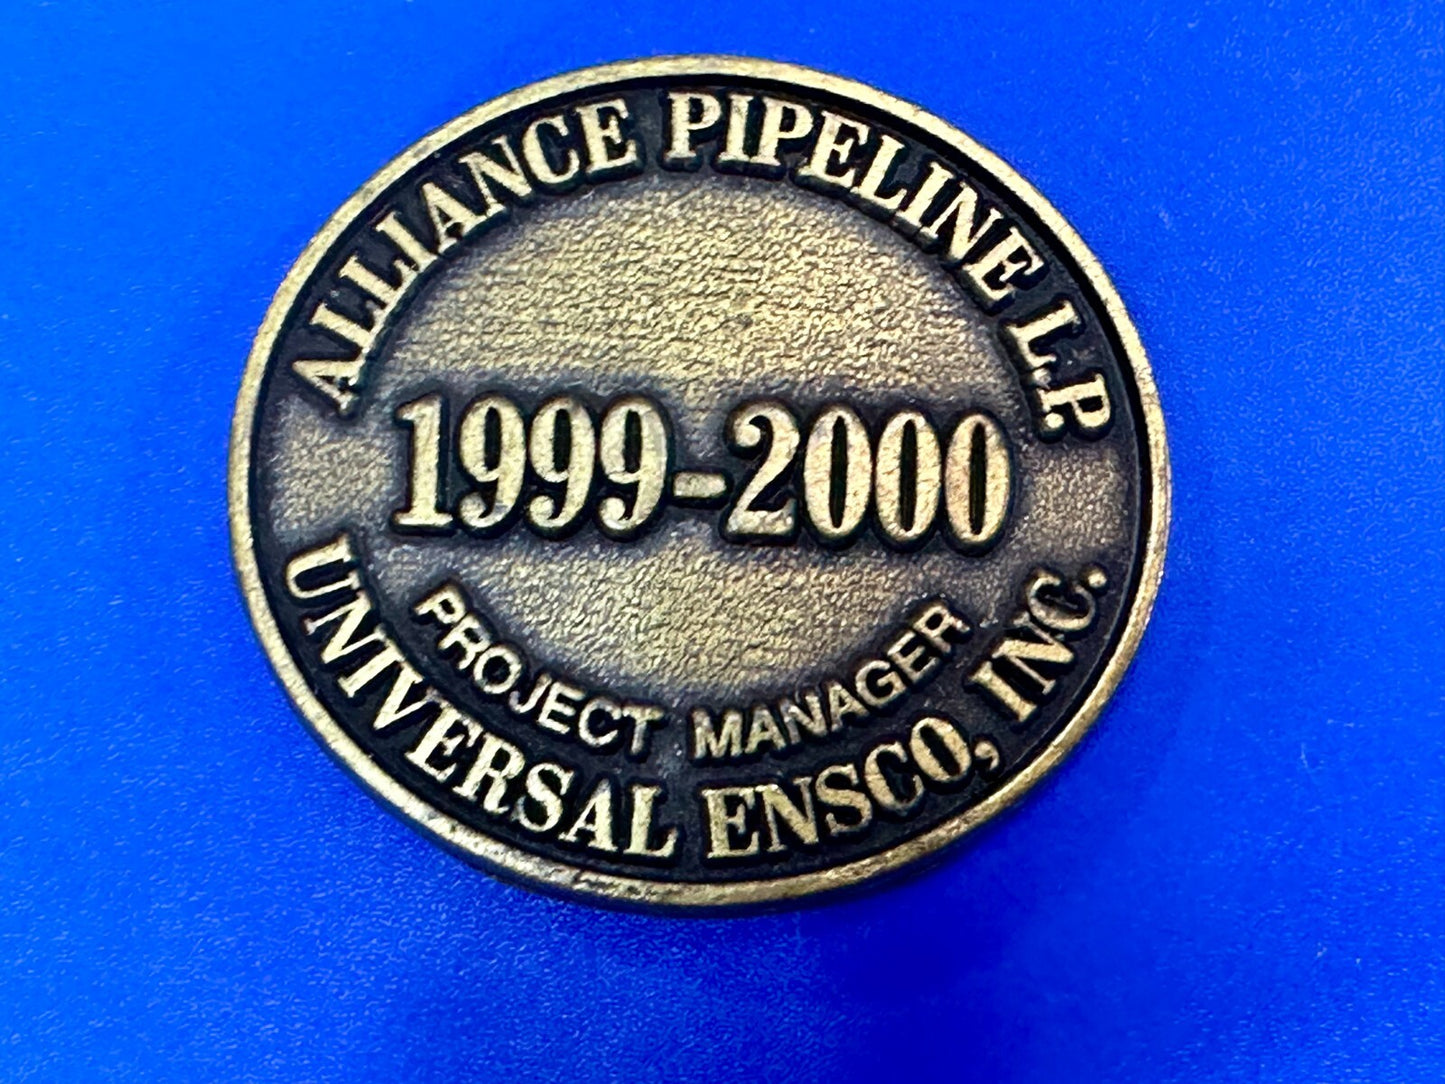 ALLIANCE PIPELINE L.P.
1999-2000
PROJECT MANAGER
UNIVERSAL ENSCO, INC.